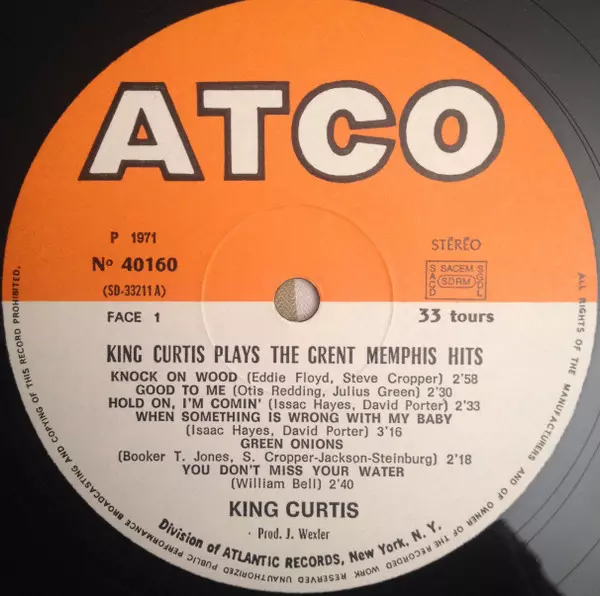 ATCO
P 1971
Nº 40160
(SD-33211 A)
STÉRÉO
SACD SACEM SDRM SGDL
FACE 1
33 tours
KING CURTIS PLAYS THE GRENT MEMPHIS HITS
KNOCK ON WOOD (Eddie Floyd, Steve Cropper) 2'58
GOOD TO ME (Otis Redding, Julius Green) 2'30
HOLD ON, I'M COMIN' (Isaac Hayes, David Porter) 2'33
WHEN SOMETHING IS WRONG WITH MY BABY
(Isaac Hayes, David Porter) 3'16
GREEN ONIONS
(Booker T. Jones, S. Cropper-Jackson-Steinburg) 2'18
YOU DON'T MISS YOUR WATER
(William Bell) 2'40
KING CURTIS
Prod. J. Wexler
Division of ATLANTIC RECORDS, New York, N. Y.
ALL RIGHTS OF THE MANUFACTURERS AND OF OWNER OF THE RECORDED WORK RESERVED UNAUTHORIZED PUBLIC PERFORMANCE BROADCASTING AND COPYING OF THIS RECORD PROHIBITED.